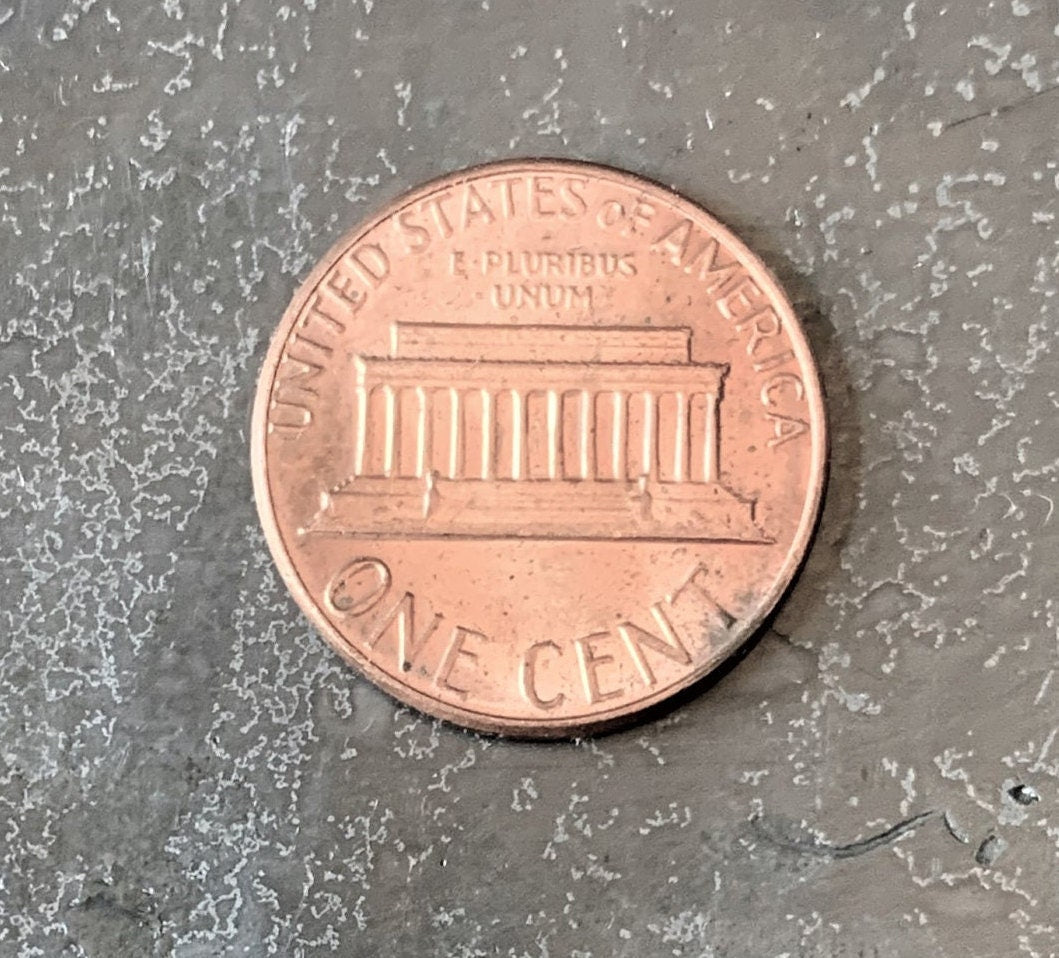 UNITED STATES OF AMERICA
E·PLURIBUS
UNUM
ONE CENT